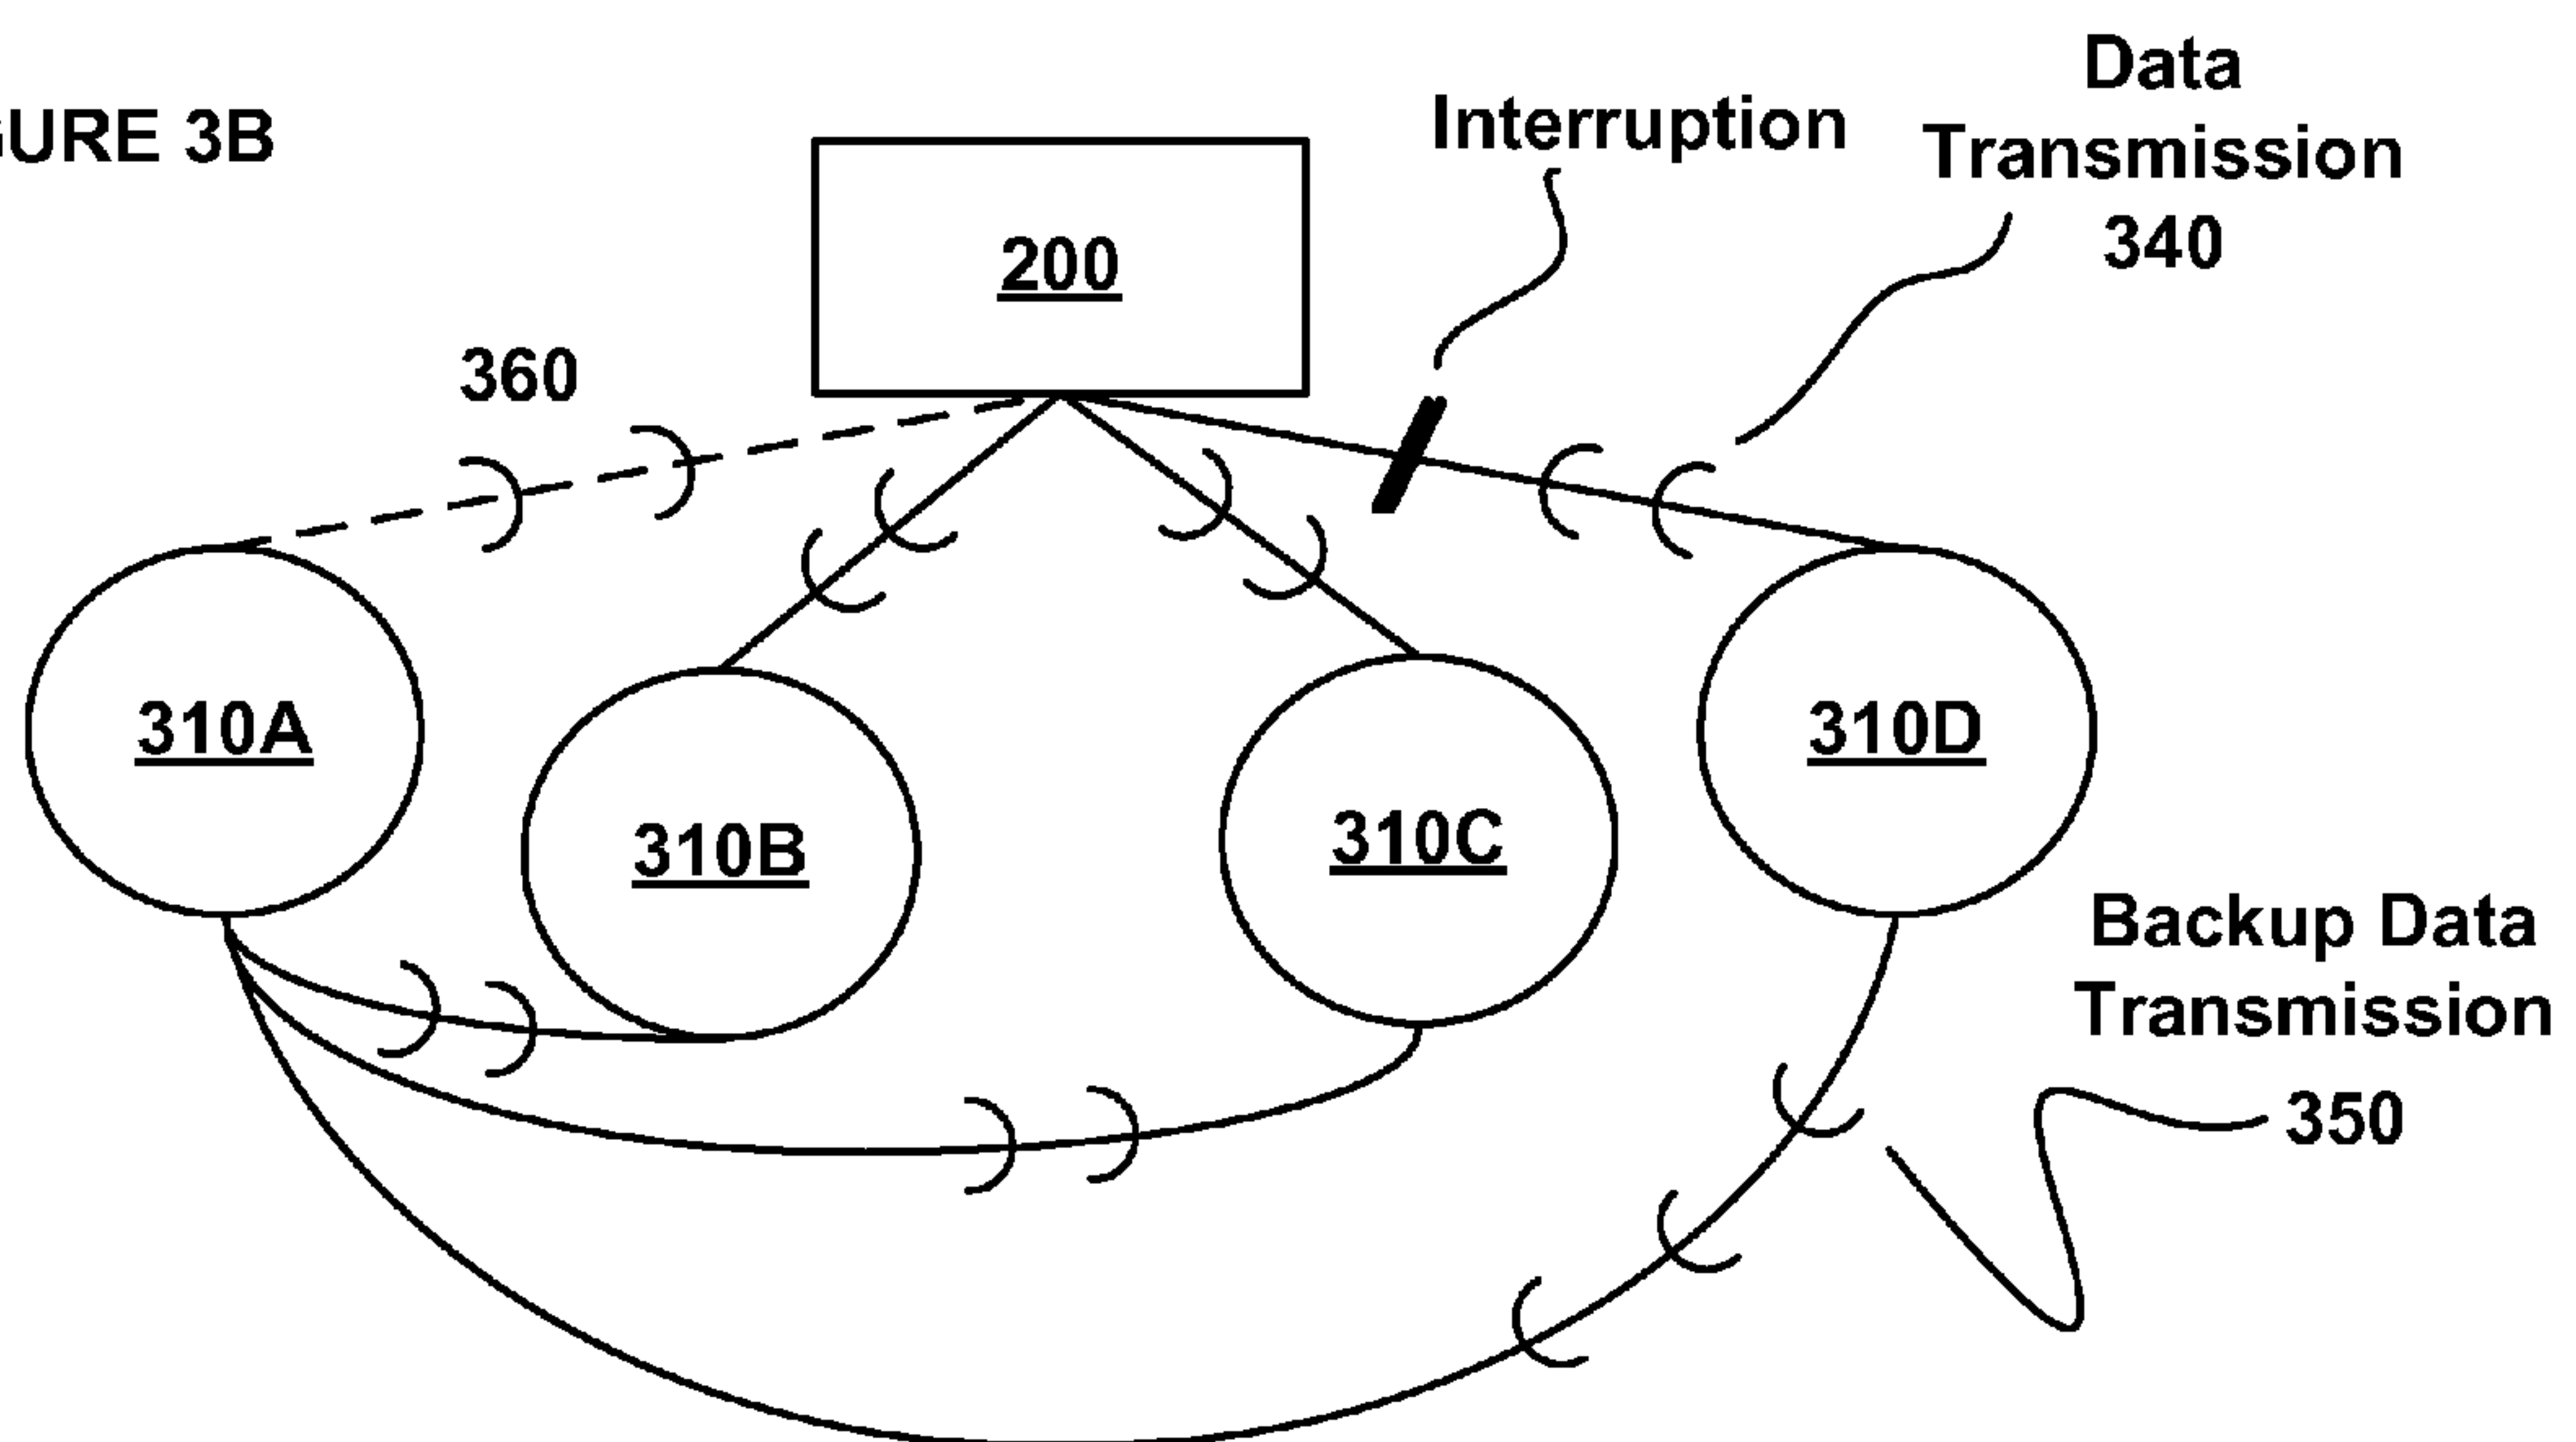 GURE 3B
Interruption
Data
Transmission
340
200
360
310A
310B
310C
310D
Backup Data
Transmission
350